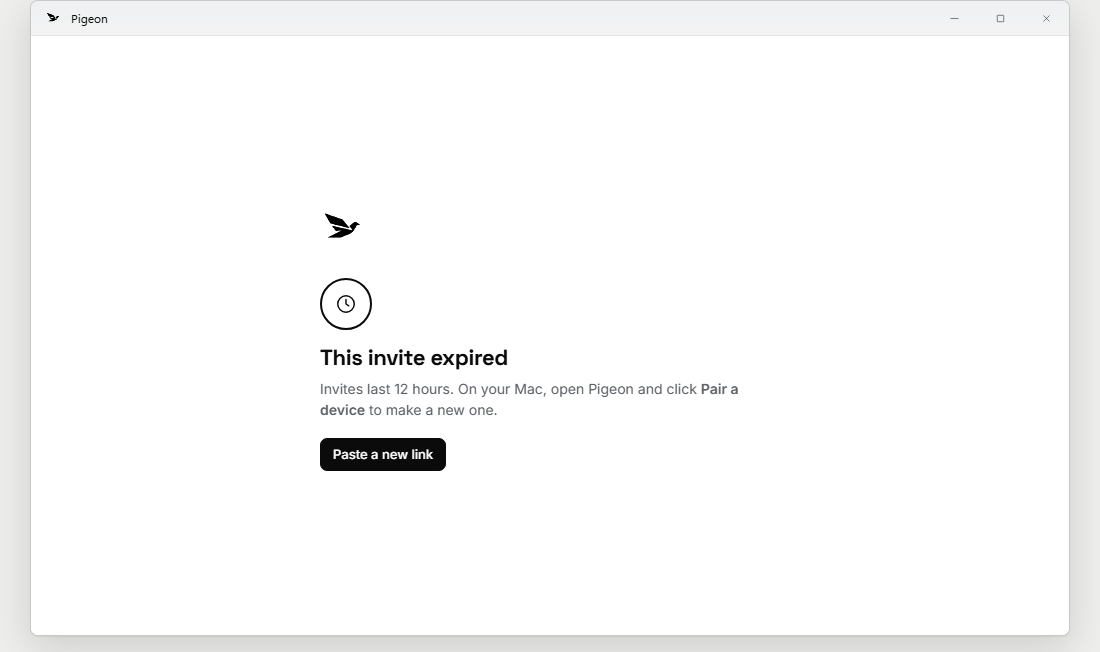 Pigeon
This invite expired
Invites last 12 hours. On your Mac, open Pigeon and click Pair a
device to make a new one.
Paste a new link